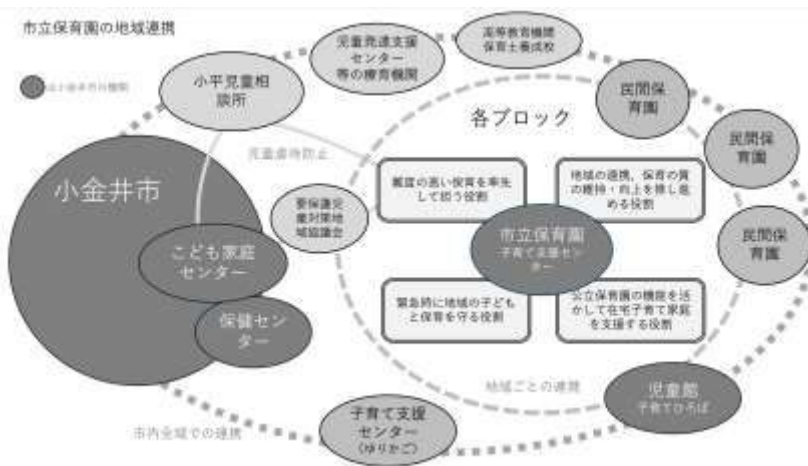 市立保育園の地域連携
は小金井市の機関
児童発達支援
センター
等の療育機関
高等教育機関
保育士養成校
小平児童相
談所
民間保
育園
各ブロック
児童虐待防止
民間保
育園
小金井市
難度の高い保育を率先
して担う役割
地域の連携、保育の質
の維持・向上を推し進
める役割
要保護児
童対策地
域協議会
こども家庭
センター
市立保育園
子育て支援セン
ター
民間保
育園
保健セン
ター
緊急時に地域の子ども
と保育を守る役割
公立保育園の機能を活
かして在宅子育て家庭
を支援する役割
地域ごとの連携
児童館
子育てひろば
子育て支援
センター
(ゆりかご)
市内全域での連携